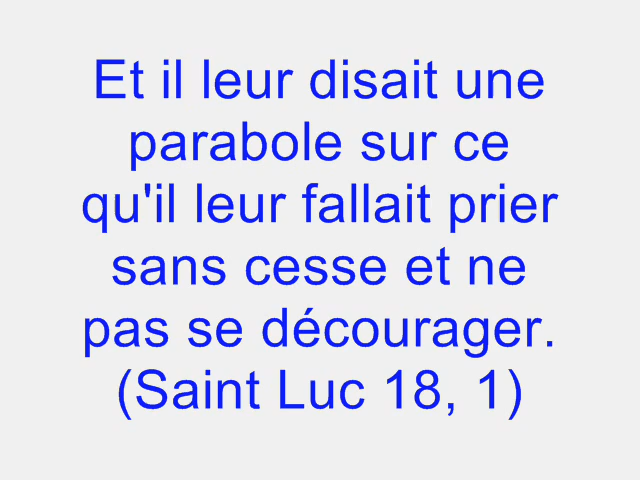 Et il leur disait une
parabole sur ce
qu'il leur fallait prier
sans cesse et ne
pas se décourager.
(Saint Luc 18, 1)